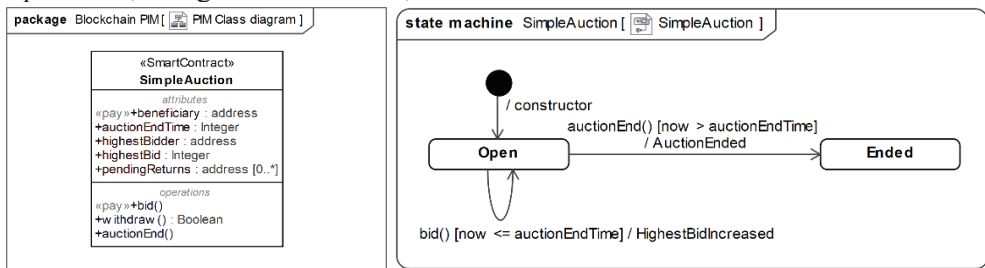 package Blockchain PIM [ PIM Class diagram ]
«SmartContract»
SimpleAuction
attributes
«pay»+beneficiary : address
+auctionEndTime : Integer
+highestBidder : address
+highestBid : Integer
+pendingReturns : address [0..*]
operations
«pay»+bid()
+withdraw () : Boolean
+auctionEnd()
state machine SimpleAuction [ SimpleAuction ]
/ constructor
auctionEnd() [now > auctionEndTime]
/ AuctionEnded
Open
Ended
bid() [now <= auctionEndTime] / HighestBidIncreased